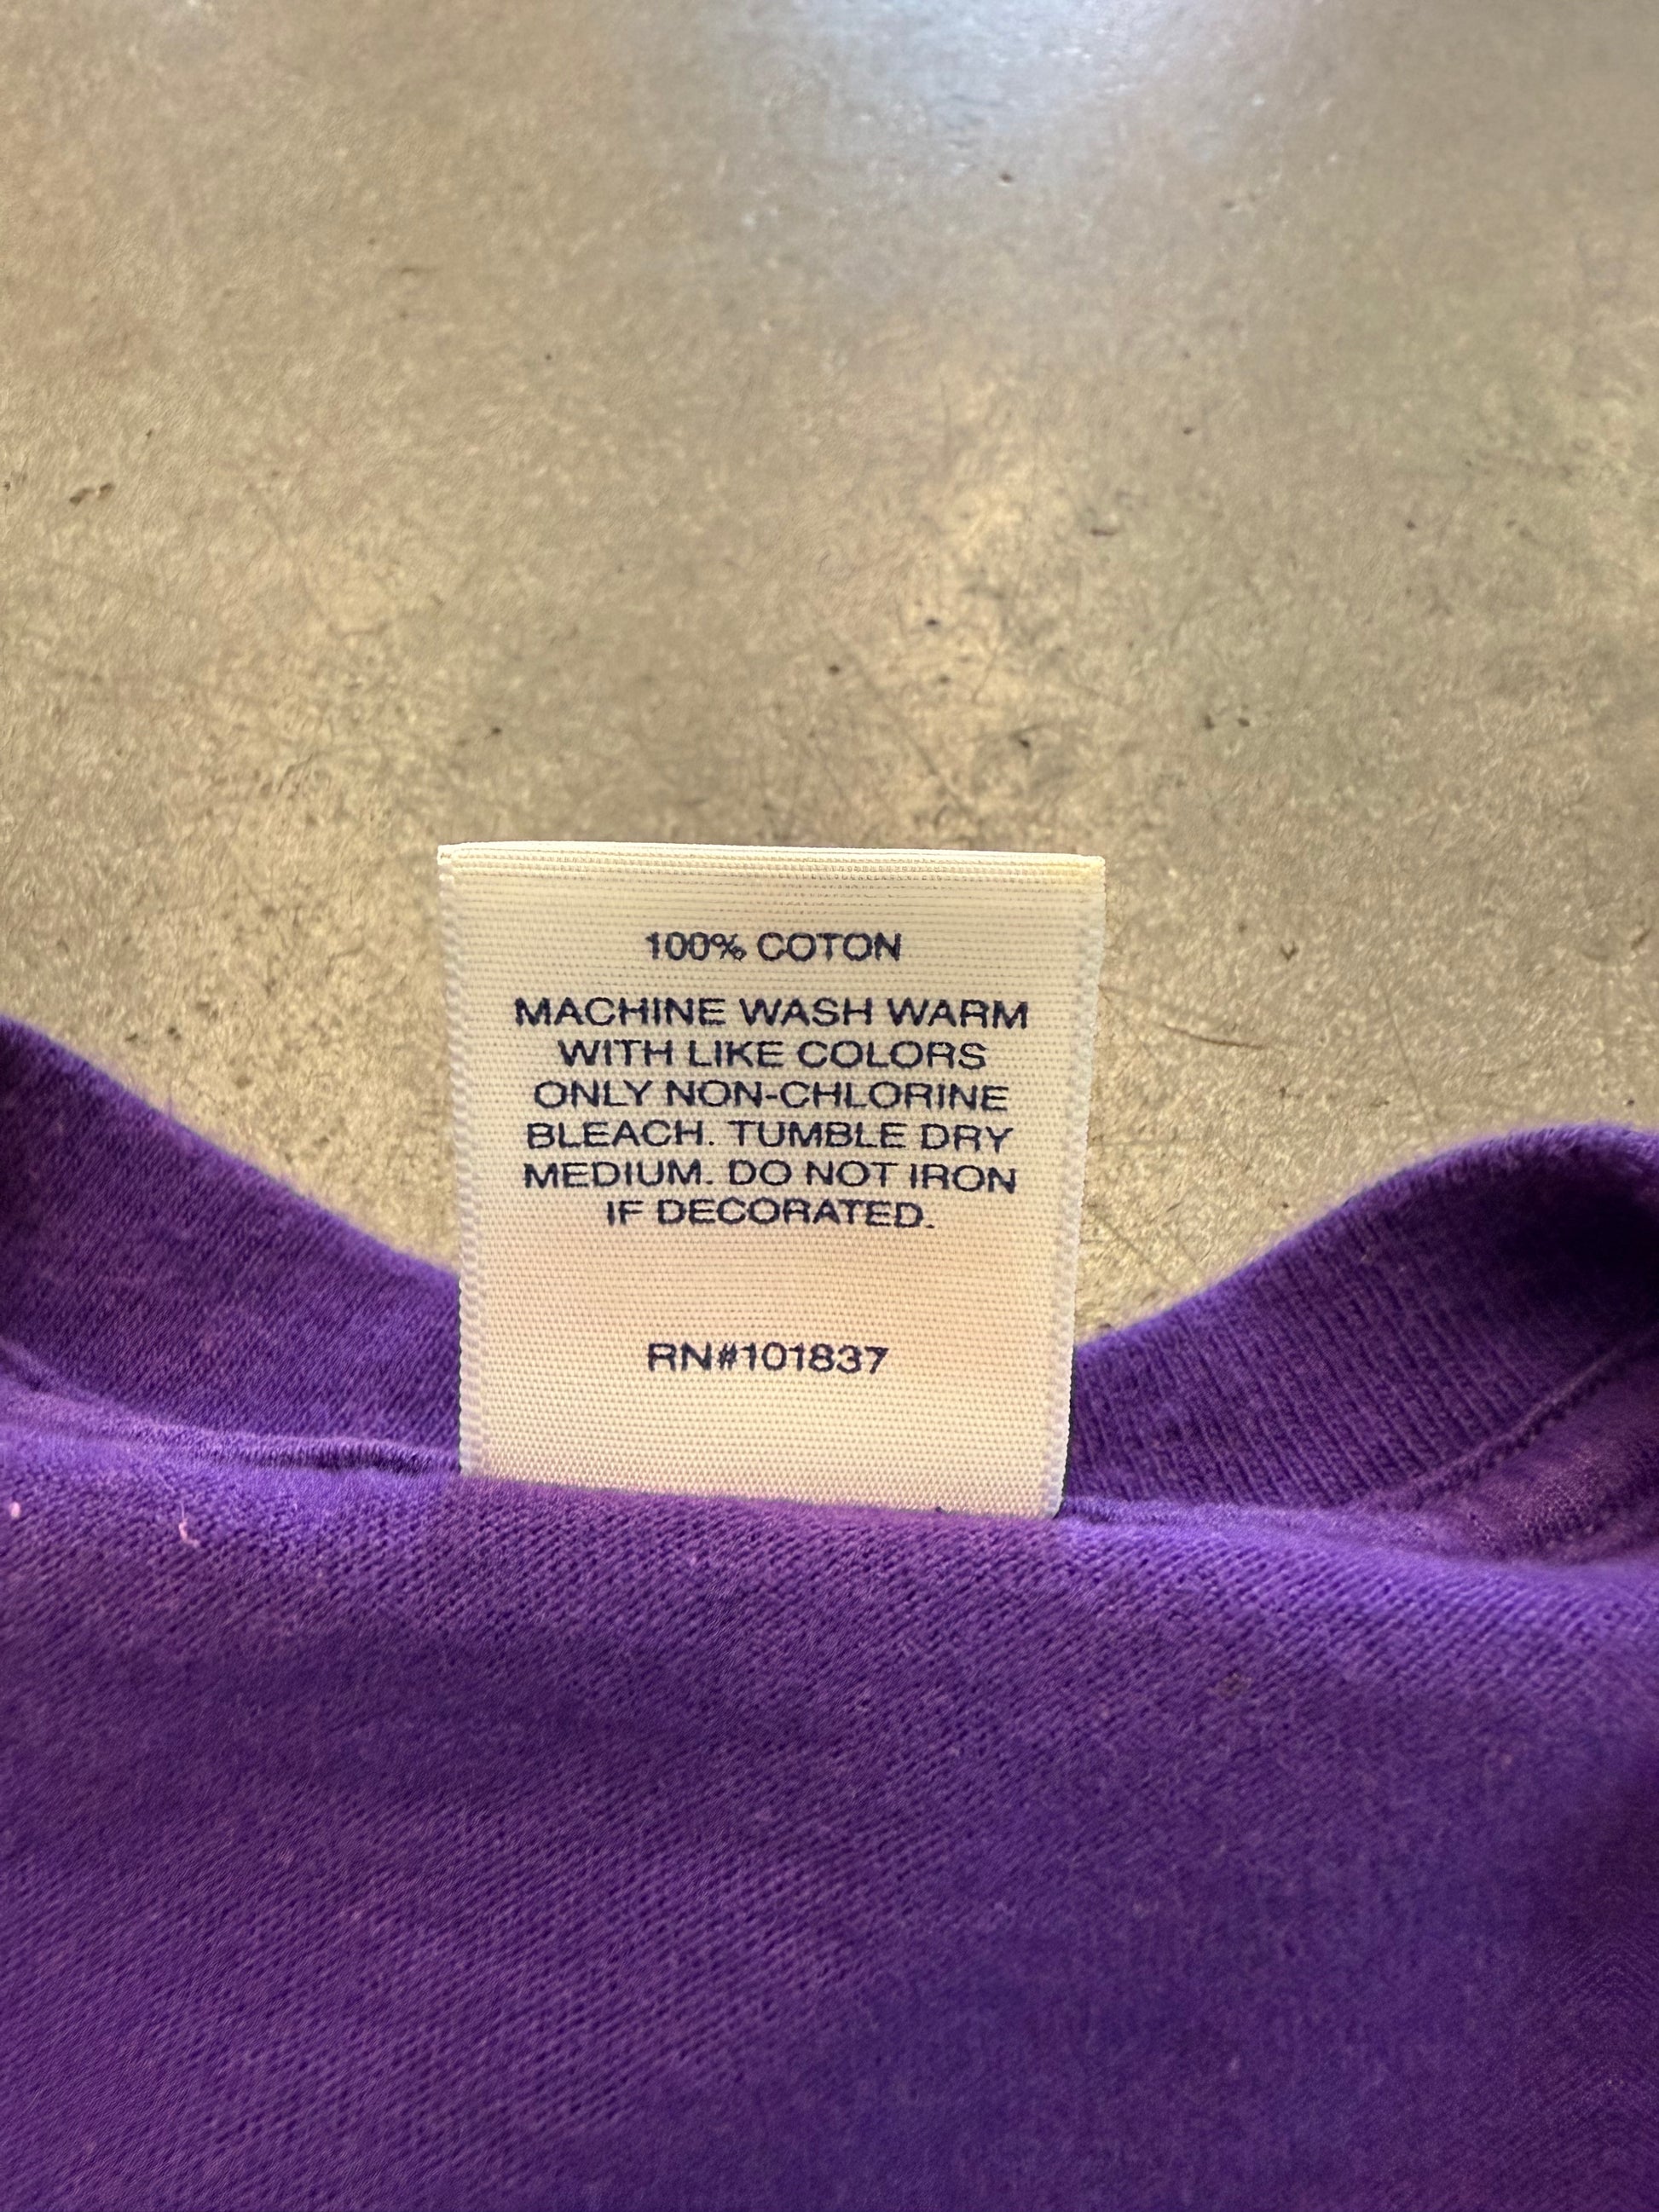 100% COTON
MACHINE WASH WARM
WITH LIKE COLORS
ONLY NON-CHLORINE
BLEACH. TUMBLE DRY
MEDIUM. DO NOT IRON
IF DECORATED.
RN#101837